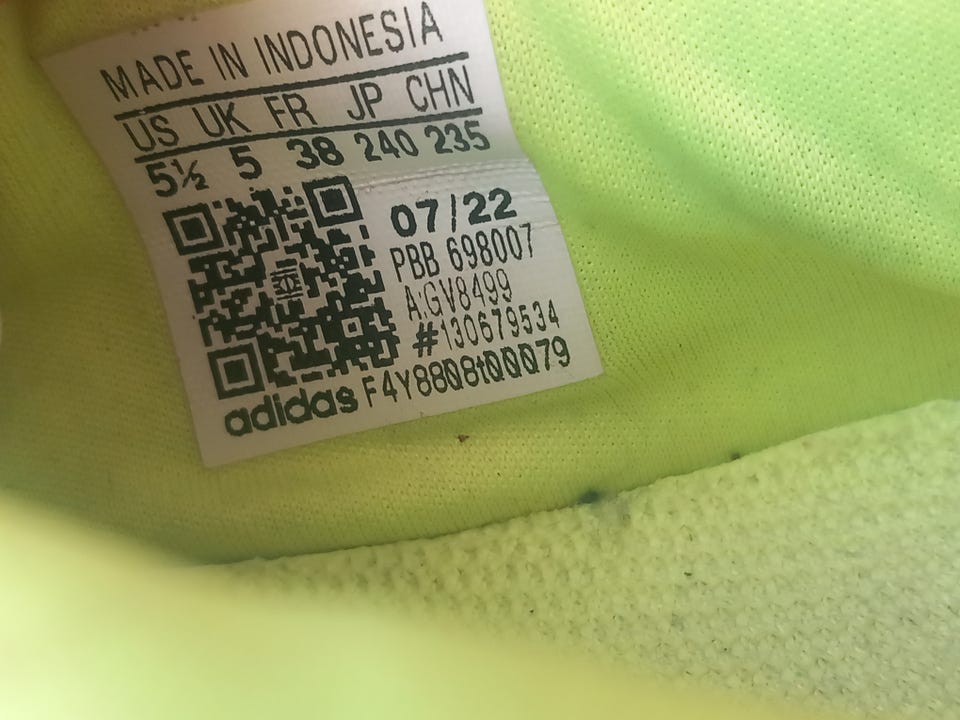 MADE IN INDONESIA
US UK FR JP CHN
5½ 5 38 240 235
07/22
PBB 698007
A:GV8499
#130679534
adidas F4Y8808t00079